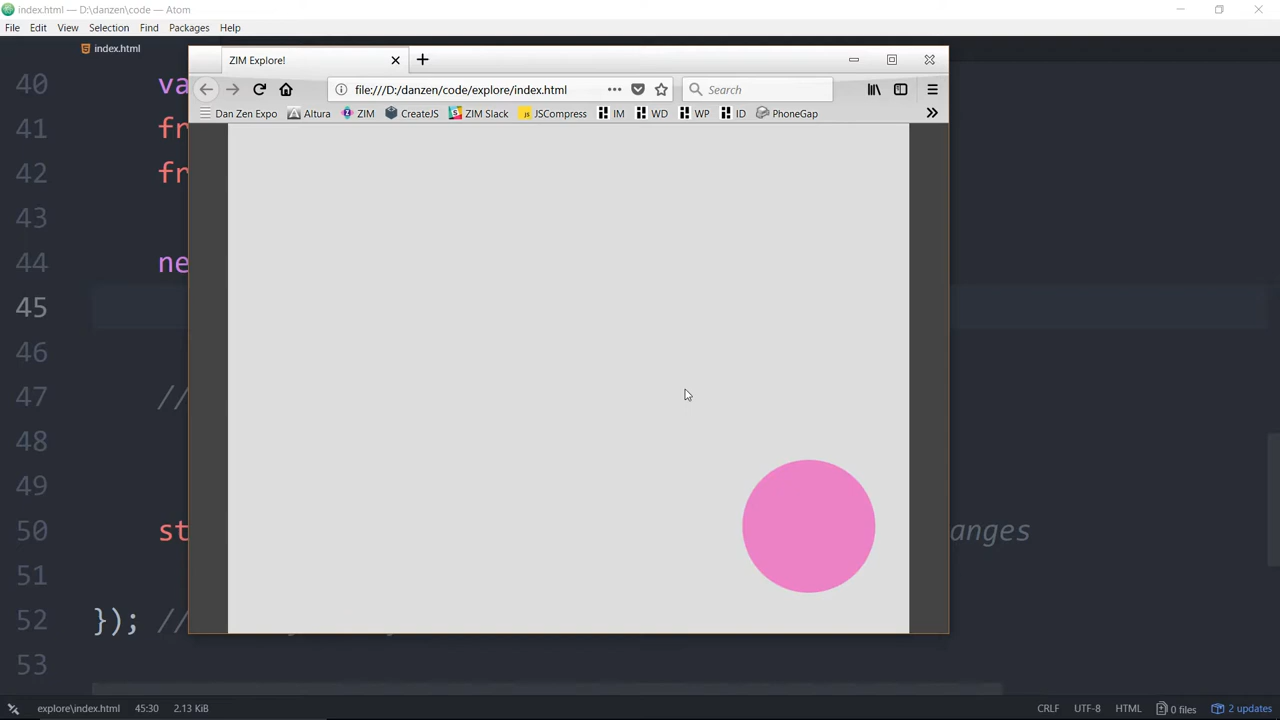 index.html — D:\danzen\code — Atom
File Edit View Selection Find Packages Help
index.html
ZIM Explore!
file:///D:/danzen/code/explore/index.html
Search
Dan Zen Expo Altura ZIM CreateJS ZIM Slack JSCompress IM WD WP ID PhoneGap
40 va
41 fr
42
43
44 ne
45
46
47 //
48
49
50 st anges
51
52 }); //
53
explore\index.html 45:30 2.13 KiB CRLF UTF-8 HTML 0 files 2 updates